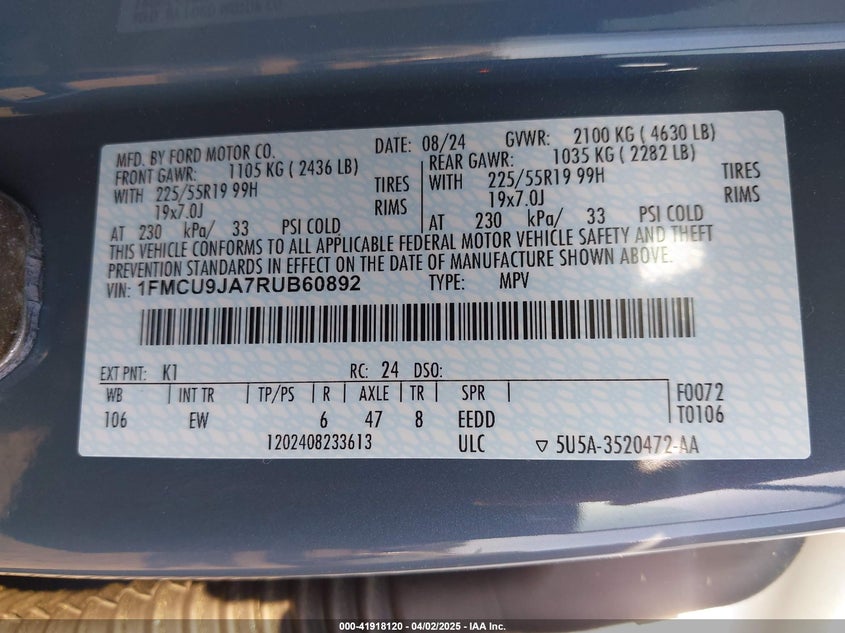 MFD. BY FORD MOTOR CO.
DATE: 08/24 GVWR: 2100 KG ( 4630 LB)
FRONT GAWR: 1105 KG ( 2436 LB)
REAR GAWR: 1035 KG ( 2282 LB)
WITH 225/55R19 99H TIRES
WITH 225/55R19 99H TIRES
19x7.0J RIMS
19x7.0J RIMS
AT 230 kPa/ 33 PSI COLD
AT 230 kPa/ 33 PSI COLD
THIS VEHICLE CONFORMS TO ALL APPLICABLE FEDERAL MOTOR VEHICLE SAFETY AND THEFT
PREVENTION STANDARDS IN EFFECT ON THE DATE OF MANUFACTURE SHOWN ABOVE.
VIN: 1FMCU9JA7RUB60892 TYPE: MPV
EXT PNT: K1 RC: 24 DSO:
WB INT TR TP/PS R AXLE TR SPR F0072
106 EW 6 47 8 EEDD T0106
1202408233613 ULC ▽ 5U5A-3520472-AA
000-41918120 - 04/02/2025 - IAA Inc.